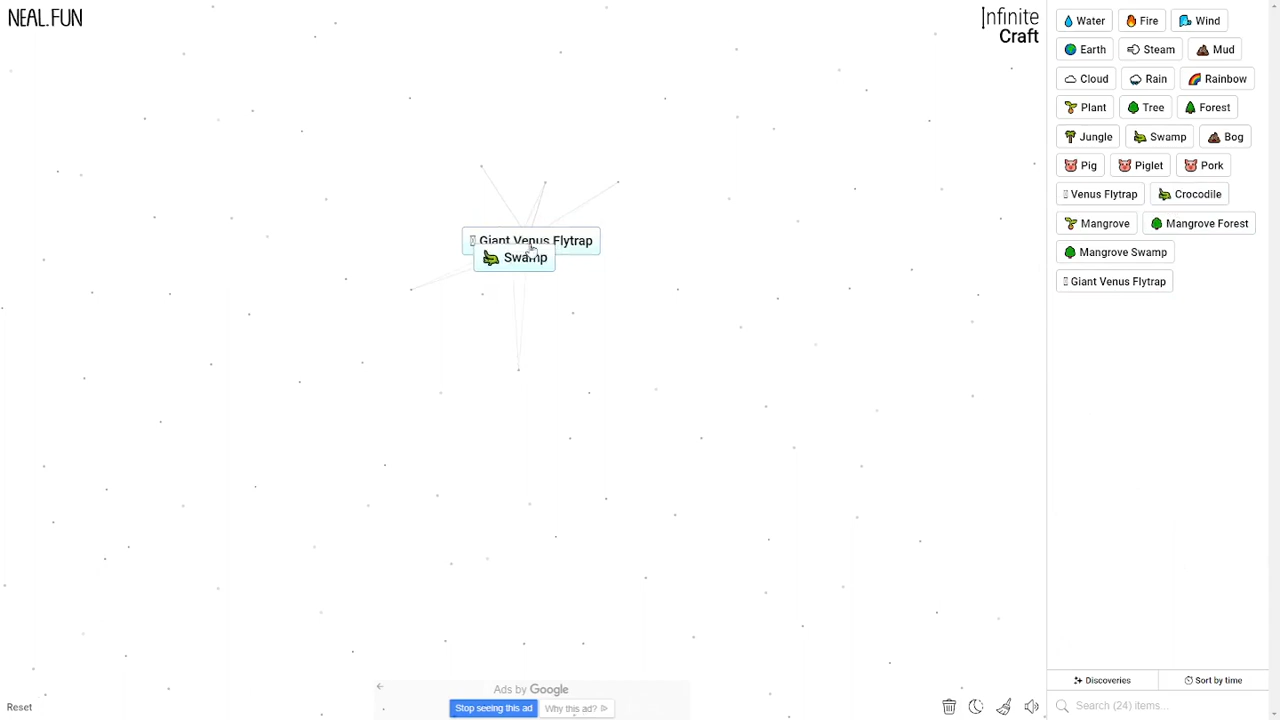 NEAL.FUN
Infinite
Craft
Giant Venus Flytrap
Swamp
Water
Fire
Wind
Earth
Steam
Mud
Cloud
Rain
Rainbow
Plant
Tree
Forest
Jungle
Swamp
Bog
Pig
Piglet
Pork
Venus Flytrap
Crocodile
Mangrove
Mangrove Forest
Mangrove Swamp
Giant Venus Flytrap
Ads by Google
Stop seeing this ad
Why this ad?
Reset
Discoveries
Sort by time
Search (24) items...